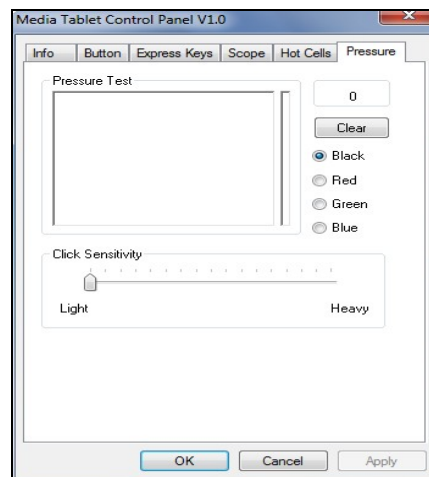 Media Tablet Control Panel V1.0
Info Button Express Keys Scope Hot Cells Pressure
Pressure Test
0
Clear
Black
Red
Green
Blue
Click Sensitivity
Light Heavy
OK Cancel Apply